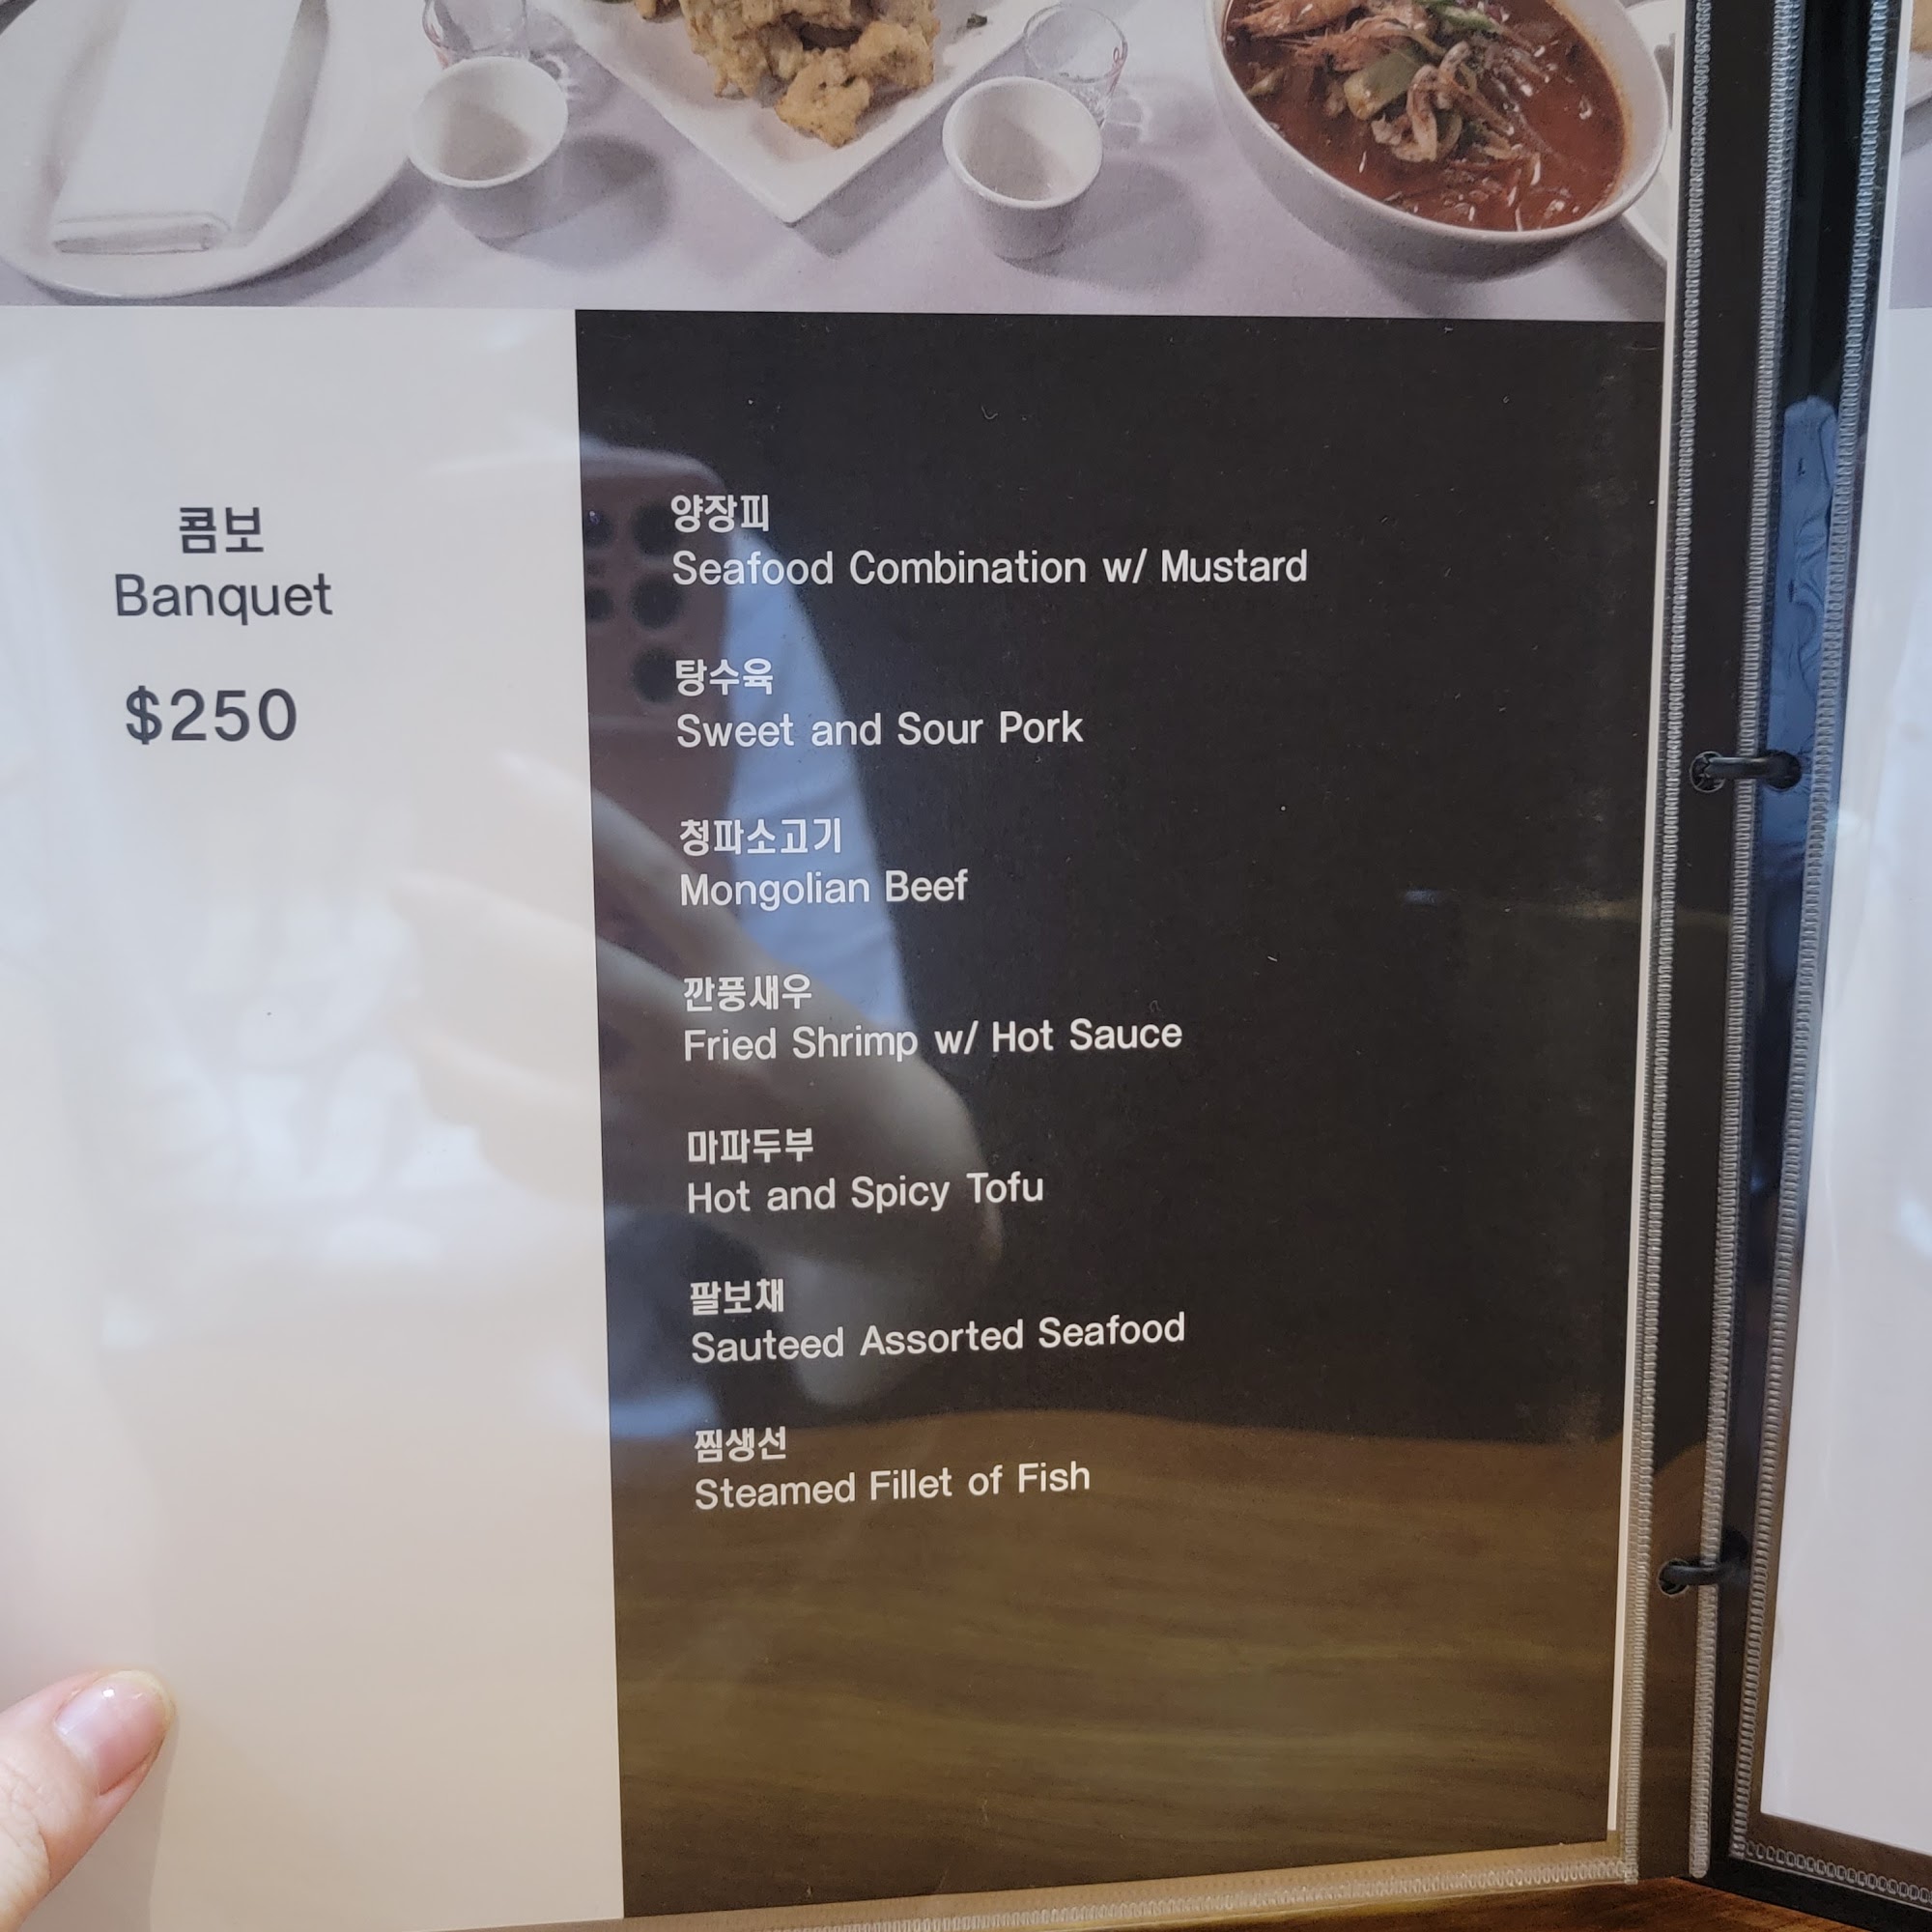 콤보
Banquet
$250
양장피
Seafood Combination w/ Mustard
탕수육
Sweet and Sour Pork
청파소고기
Mongolian Beef
깐풍새우
Fried Shrimp w/ Hot Sauce
마파두부
Hot and Spicy Tofu
팔보채
Sauteed Assorted Seafood
찜생선
Steamed Fillet of Fish